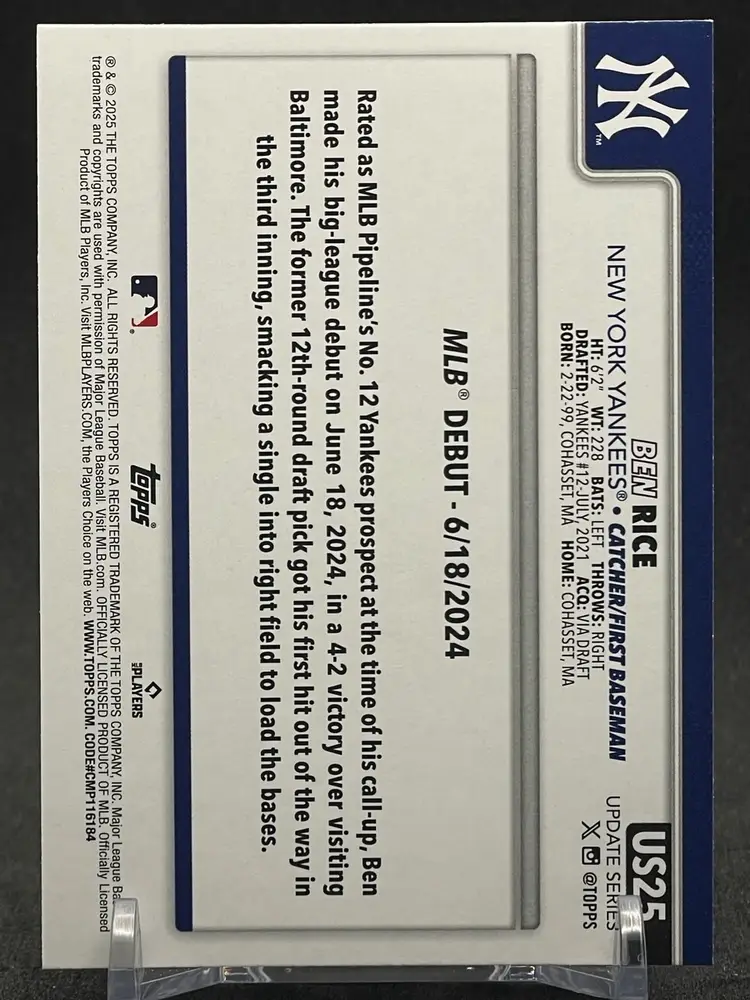 NY
TM
BEN RICE
NEW YORK YANKEES® • CATCHER/FIRST BASEMAN
HT: 6'2" WT: 228 BATS: LEFT THROWS: RIGHT
DRAFTED: YANKEES #12-JULY 2021 ACQ: VIA DRAFT
BORN: 2-22-99, COHASSET, MA HOME: COHASSET, MA
US25
UPDATE SERIES
X @TOPPS
MLB® DEBUT - 6/18/2024
Rated as MLB Pipeline's No. 12 Yankees prospect at the time of his call-up, Ben
made his big-league debut on June 18, 2024, in a 4-2 victory over visiting
Baltimore. The former 12th-round draft pick got his first hit out of the way in
the third inning, smacking a single into right field to load the bases.
topps®
PLAYERS
® & © 2025 THE TOPPS COMPANY, INC. ALL RIGHTS RESERVED. TOPPS IS A REGISTERED TRADEMARK OF THE TOPPS COMPANY, INC. Major League
trademarks and copyrights are used with permission of Major League Baseball. Visit MLB.com. OFFICIALLY LICENSED PRODUCT OF MLB. Officially Licensed
Product of MLB Players, Inc. Visit MLBPLAYERS.COM, the Players Choice on the web. WWW.TOPPS.COM. CODE#CMP116184